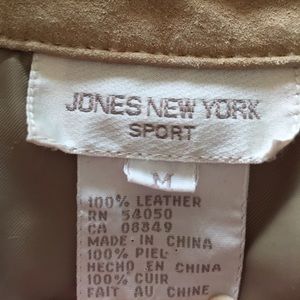 JONES NEW YORK
SPORT
M
100% LEATHER
RN 54050
CA 08849
MADE IN CHINA
100% PIEL
HECHO EN CHINA
100% CUIR
FAIT AU CHINE